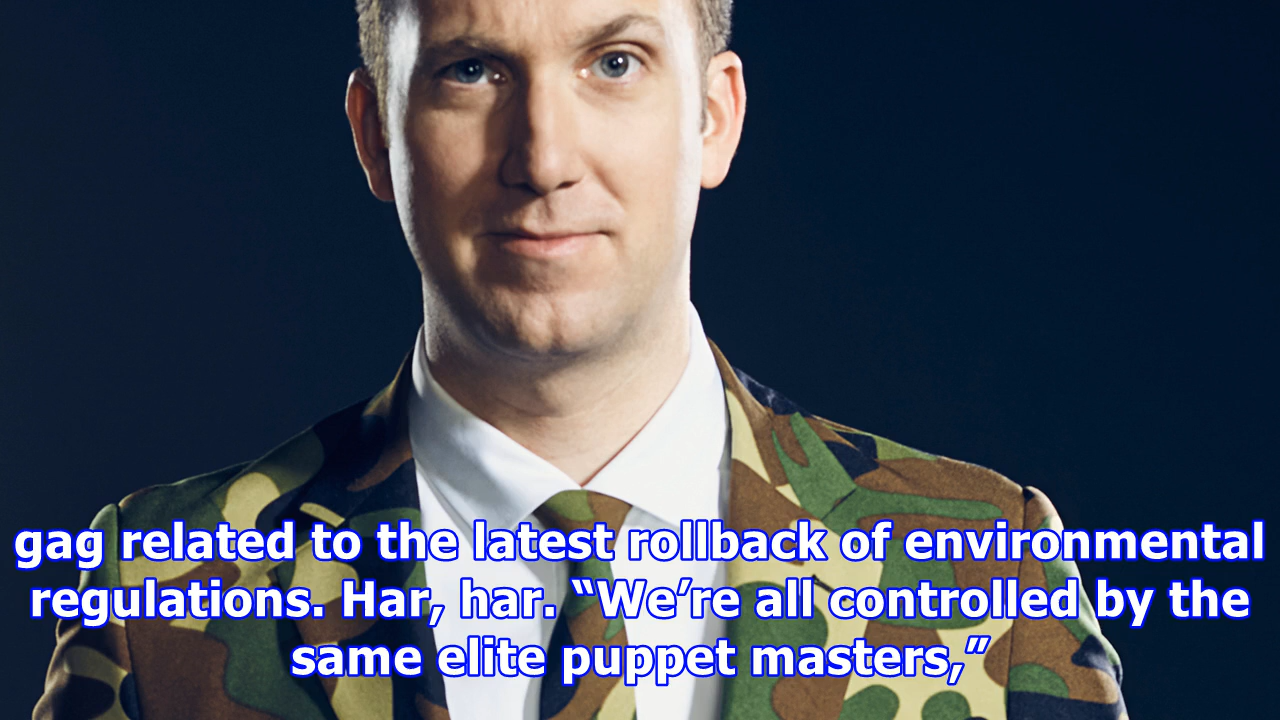 gag related to the latest rollback of environmental
regulations. Har, har. “We’re all controlled by the
same elite puppet masters,”